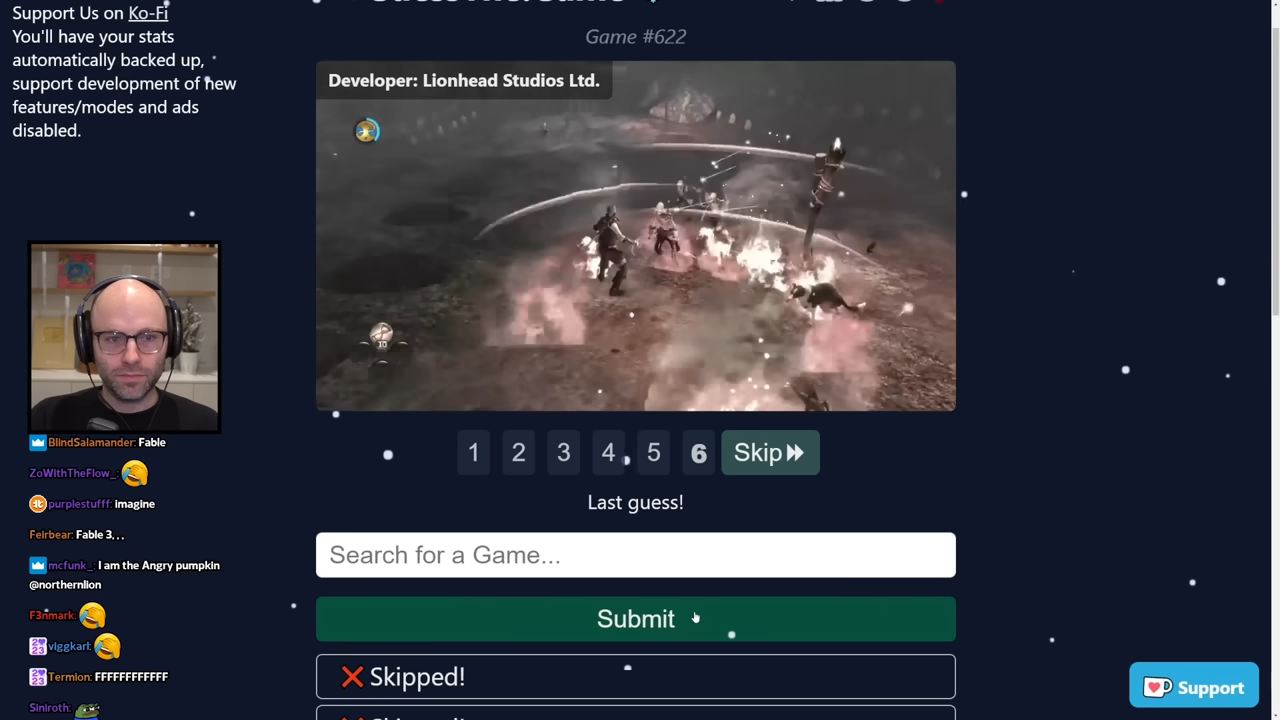 Support Us on Ko-Fi
You'll have your stats
automatically backed up,
support development of new
features/modes and ads
disabled.
Game #622
Developer: Lionhead Studios Ltd.
10
1
2
3
4
5
6
Skip
Last guess!
Search for a Game...
Submit
Skipped!
BlindSalamander: Fable
ZoWithTheFlow_:
purplestufff: imagine
Feirbear: Fable 3...
mcfunk_: I am the Angry pumpkin
@northernlion
F3nmark:
viggkarl:
Termion: FFFFFFFFFFFF
Siniroth:
Support